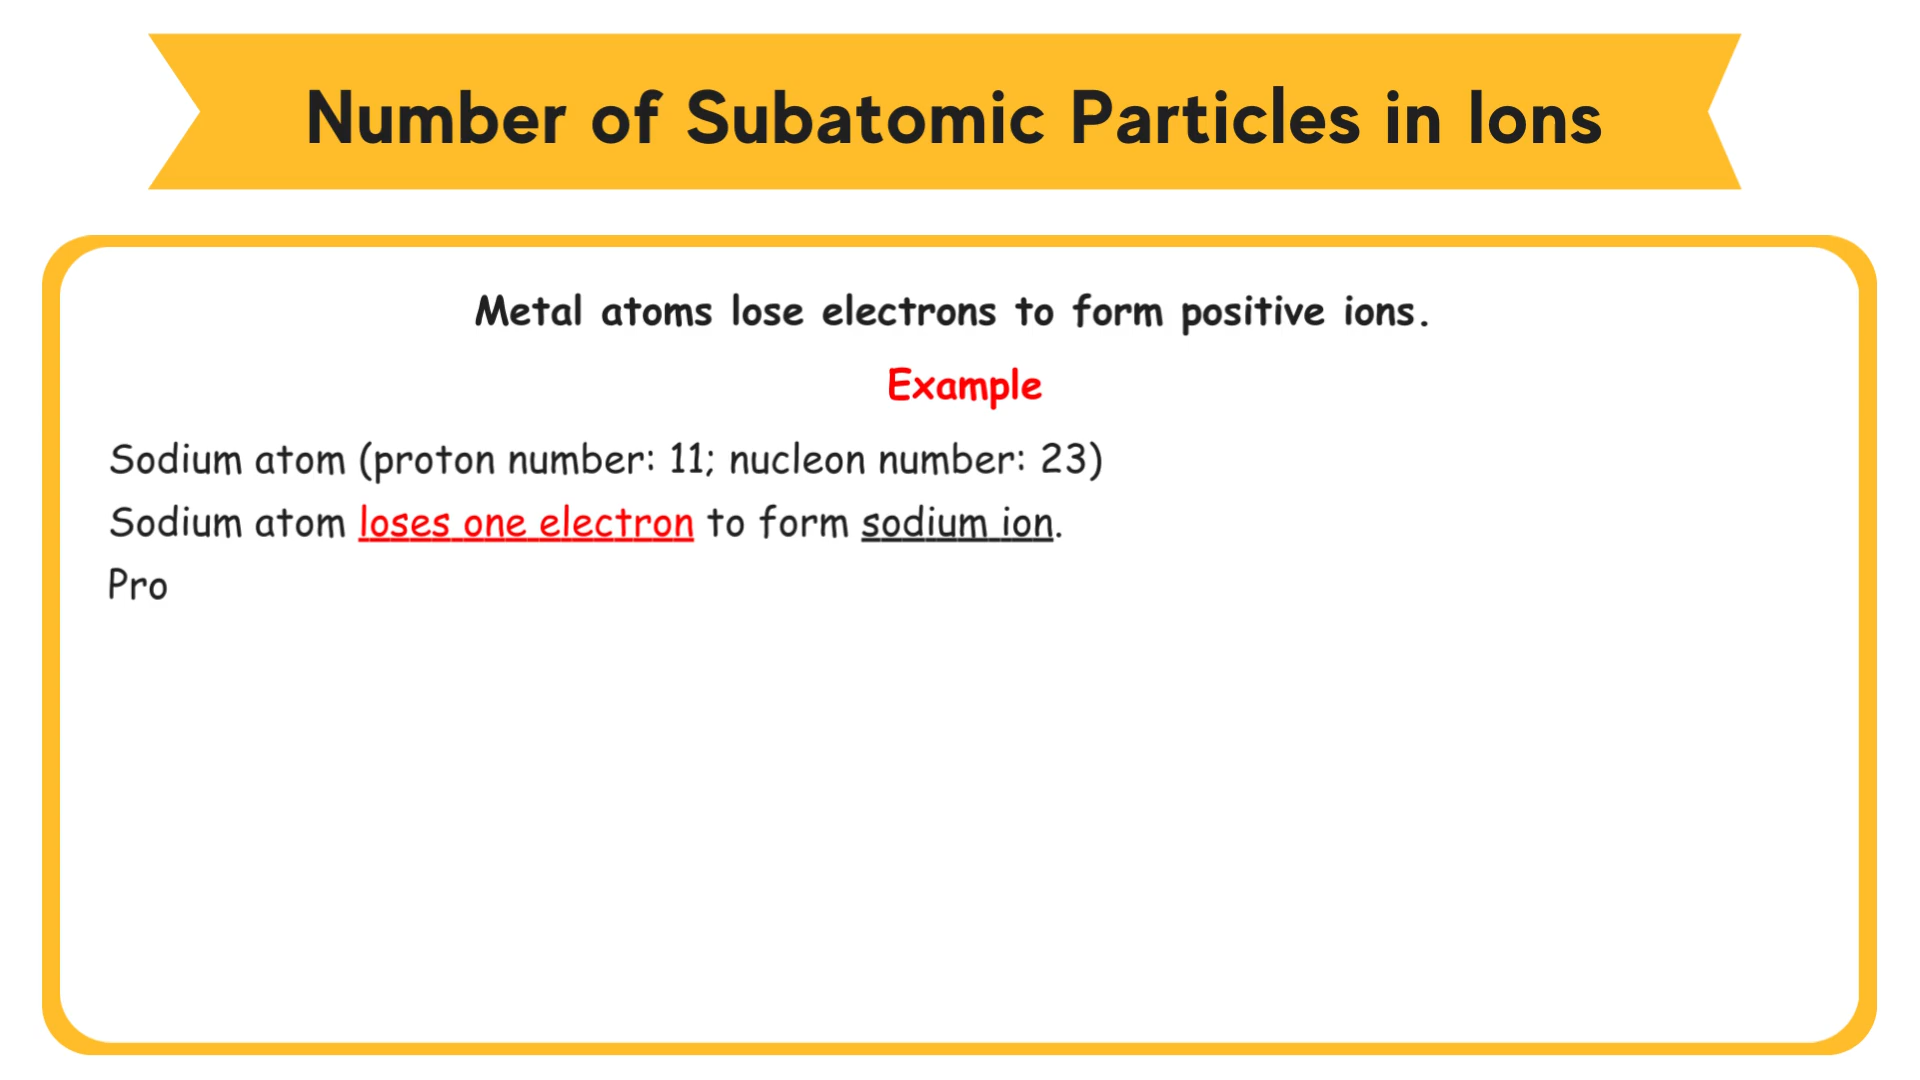 Number of Subatomic Particles in Ions
Metal atoms lose electrons to form positive ions.
Example
Sodium atom (proton number: 11; nucleon number: 23)
Sodium atom loses one electron to form sodium ion.
Pro